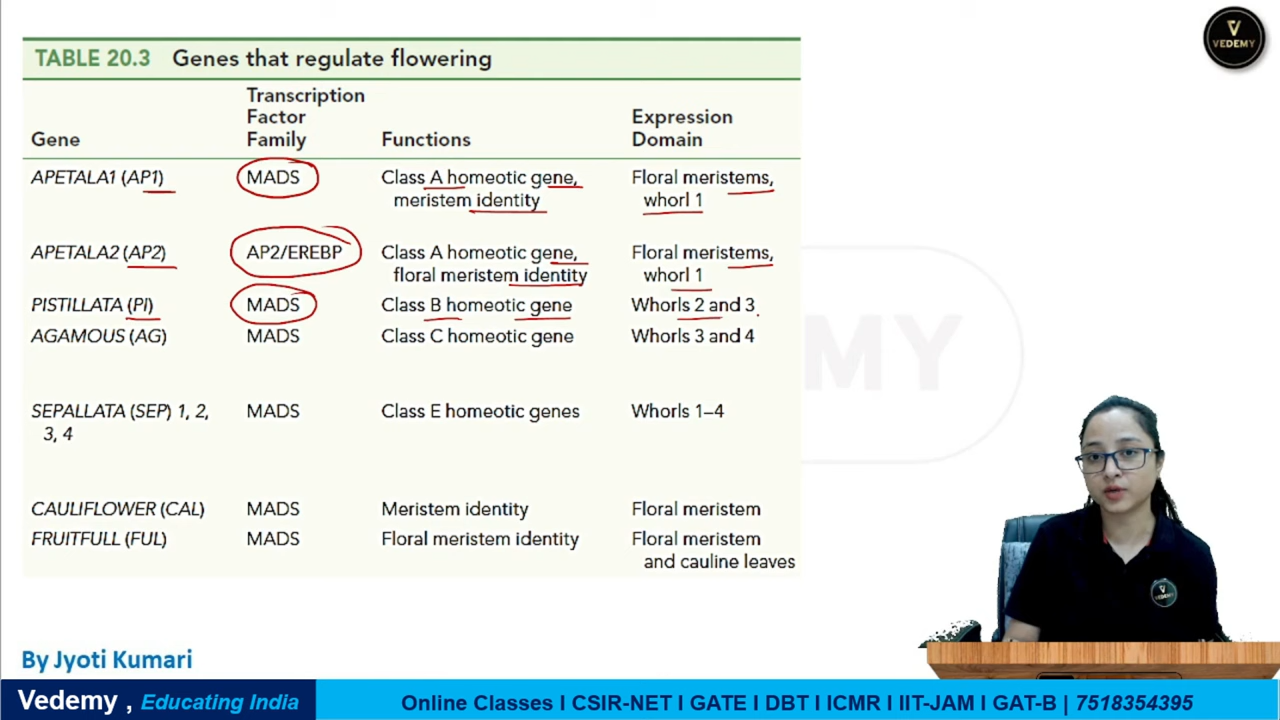 VEDEMY
TABLE 20.3 Genes that regulate flowering
Gene
Transcription
Factor
Family
Functions
Expression
Domain
APETALA1 (AP1) MADS Class A homeotic gene, Floral meristems,
meristem identity whorl 1
APETALA2 (AP2) AP2/EREBP Class A homeotic gene, Floral meristems,
floral meristem identity whorl 1
PISTILLATA (PI) MADS Class B homeotic gene Whorls 2 and 3
AGAMOUS (AG) MADS Class C homeotic gene Whorls 3 and 4
SEPALLATA (SEP) 1, 2, MADS Class E homeotic genes Whorls 1–4
3, 4
CAULIFLOWER (CAL) MADS Meristem identity Floral meristem
FRUITFULL (FUL) MADS Floral meristem identity Floral meristem
and cauline leaves
MY
VEDEMY
By Jyoti Kumari
Vedemy , Educating India
Online Classes I CSIR-NET I GATE I DBT I ICMR I IIT-JAM I GAT-B | 7518354395